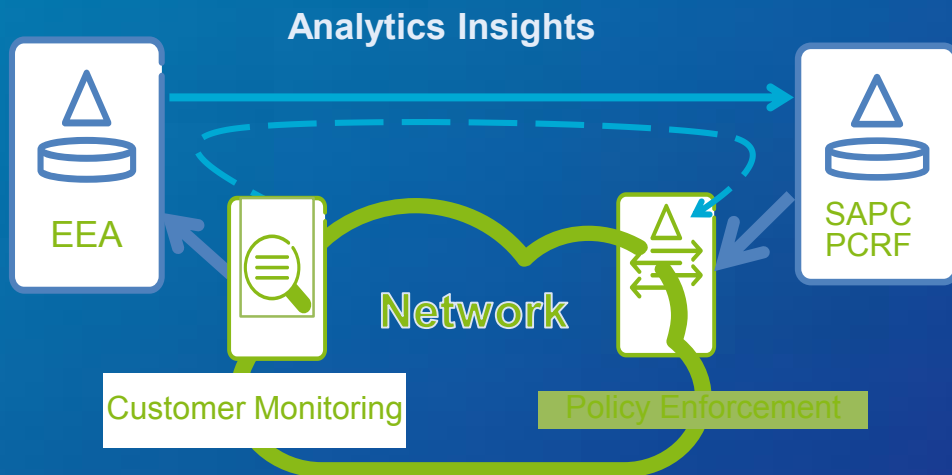 Analytics Insights
EEA
SAPC
PCRF
Network
Customer Monitoring
Policy Enforcement